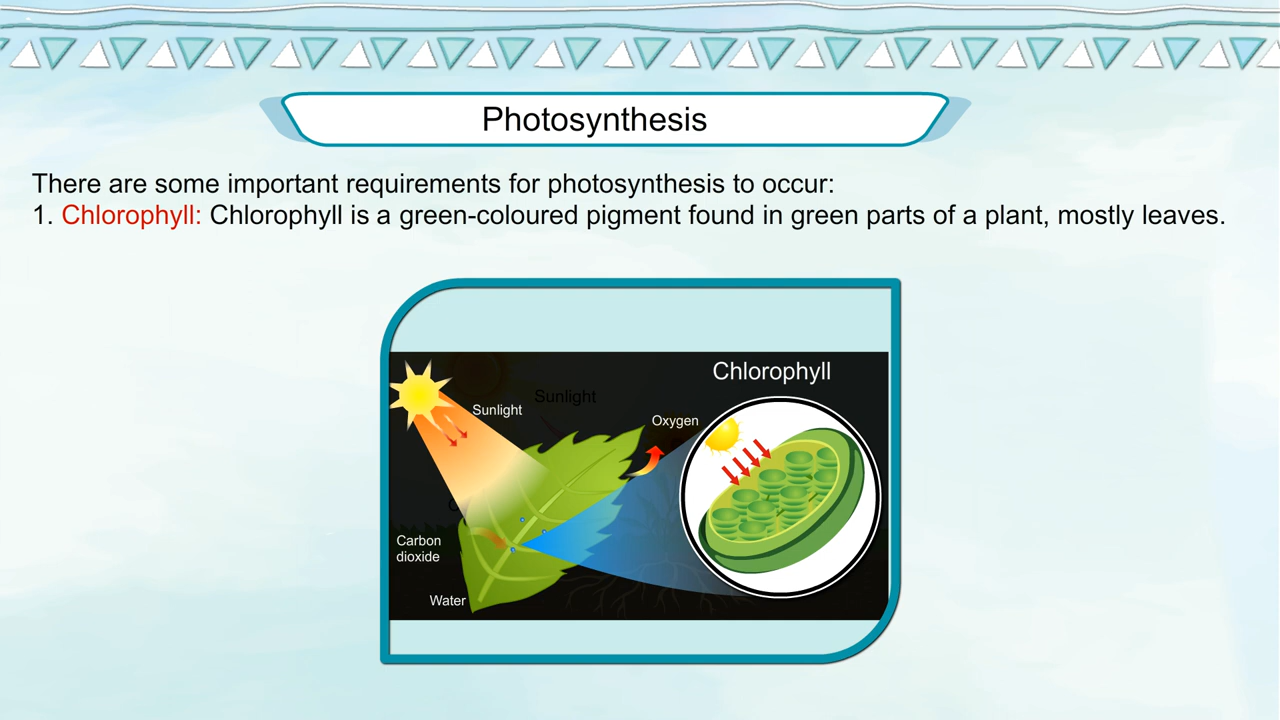 Photosynthesis
There are some important requirements for photosynthesis to occur:
1. Chlorophyll: Chlorophyll is a green-coloured pigment found in green parts of a plant, mostly leaves.
Chlorophyll
Sunlight
Sunlight
Oxygen
Carbon
dioxide
Water